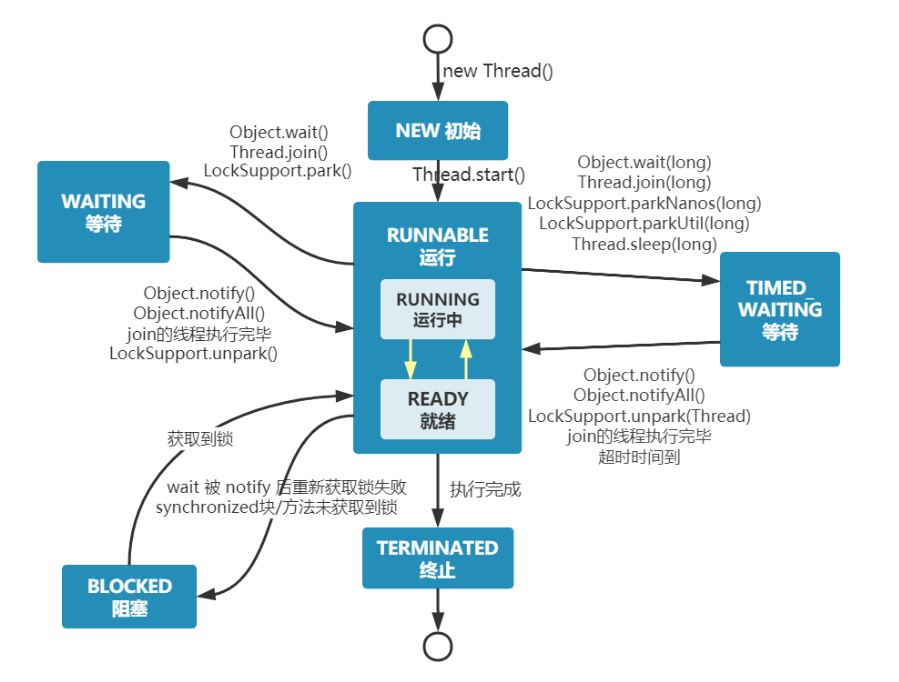 new Thread()
NEW 初始
Thread.start()
Object.wait()
Thread.join()
LockSupport.park()
WAITING
等待
Object.notify()
Object.notifyAll()
join的线程执行完毕
LockSupport.unpark()
RUNNABLE
运行
RUNNING
运行中
READY
就绪
Object.wait(long)
Thread.join(long)
LockSupport.parkNanos(long)
LockSupport.parkUtil(long)
Thread.sleep(long)
TIMED_
WAITING
等待
Object.notify()
Object.notifyAll()
LockSupport.unpark(Thread)
join的线程执行完毕
超时时间到
获取到锁
wait 被 notify 后重新获取锁失败
synchronized块/方法未获取到锁
执行完成
BLOCKED
阻塞
TERMINATED
终止